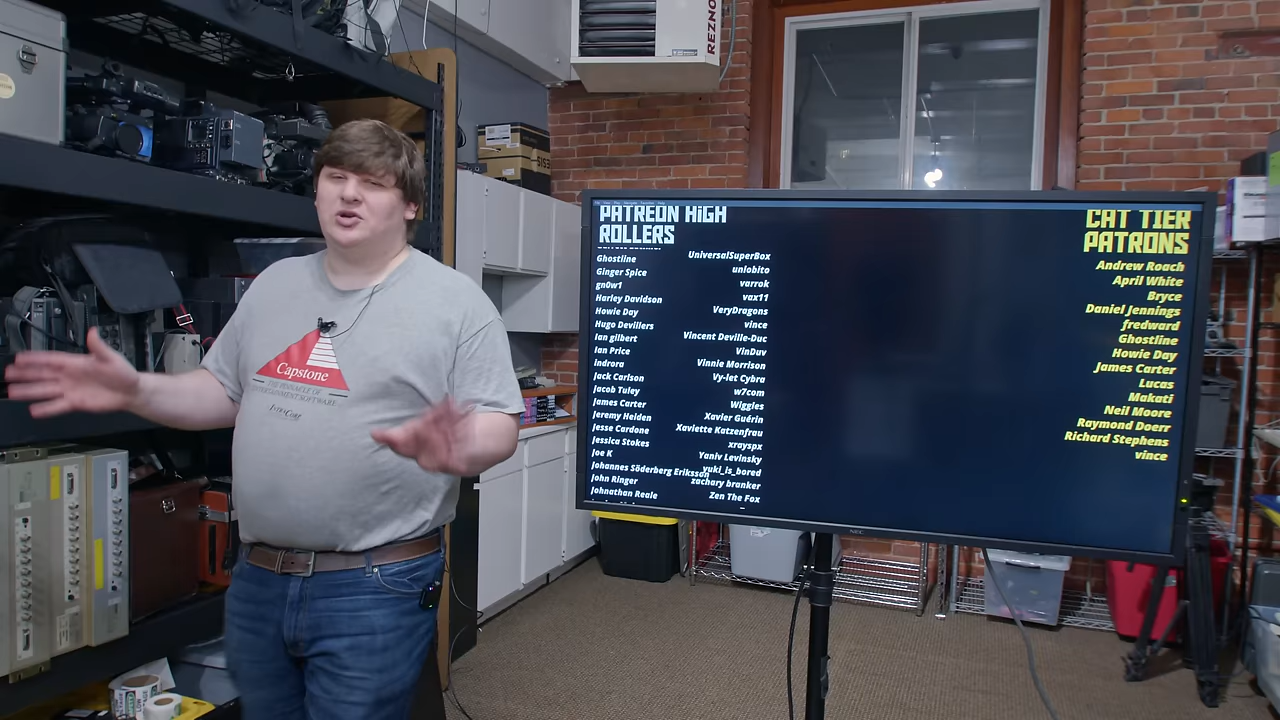 REZNO
PATREON HiGH
ROLLERS
Ghostline
Ginger Spice
gn0w1
Harley Davidson
Howie Day
Hugo Devillers
ian gilbert
Ian Price
indrora
Jack Carlson
Jacob Tuley
James Carter
Jeremy Helden
Jesse Cardone
Jessica Stokes
Joe K
Johannes Söderberg Eriksson
John Ringer
Johnathan Reale
UniversalSuperBox
unlobito
varrok
vax11
VeryDragons
vince
Vincent Deville-Duc
VinDuv
Vinnie Morrison
Vy-let Cybra
w7com
Wiggles
Xavier Guérin
Xaviette Katzenfrau
xrayspx
Yaniv Levinsky
yuki_is_bored
zachary branker
Zen The Fox
CAT TIER
PATRONS
Andrew Roach
April White
Bryce
Daniel Jennings
fredward
Ghostline
Howie Day
James Carter
Lucas
Makati
Neil Moore
Raymond Doerr
Richard Stephens
vince
NEC
Capstone
THE PINNACLE OF
ENTERTAINMENT SOFTWARE
INTRACORP